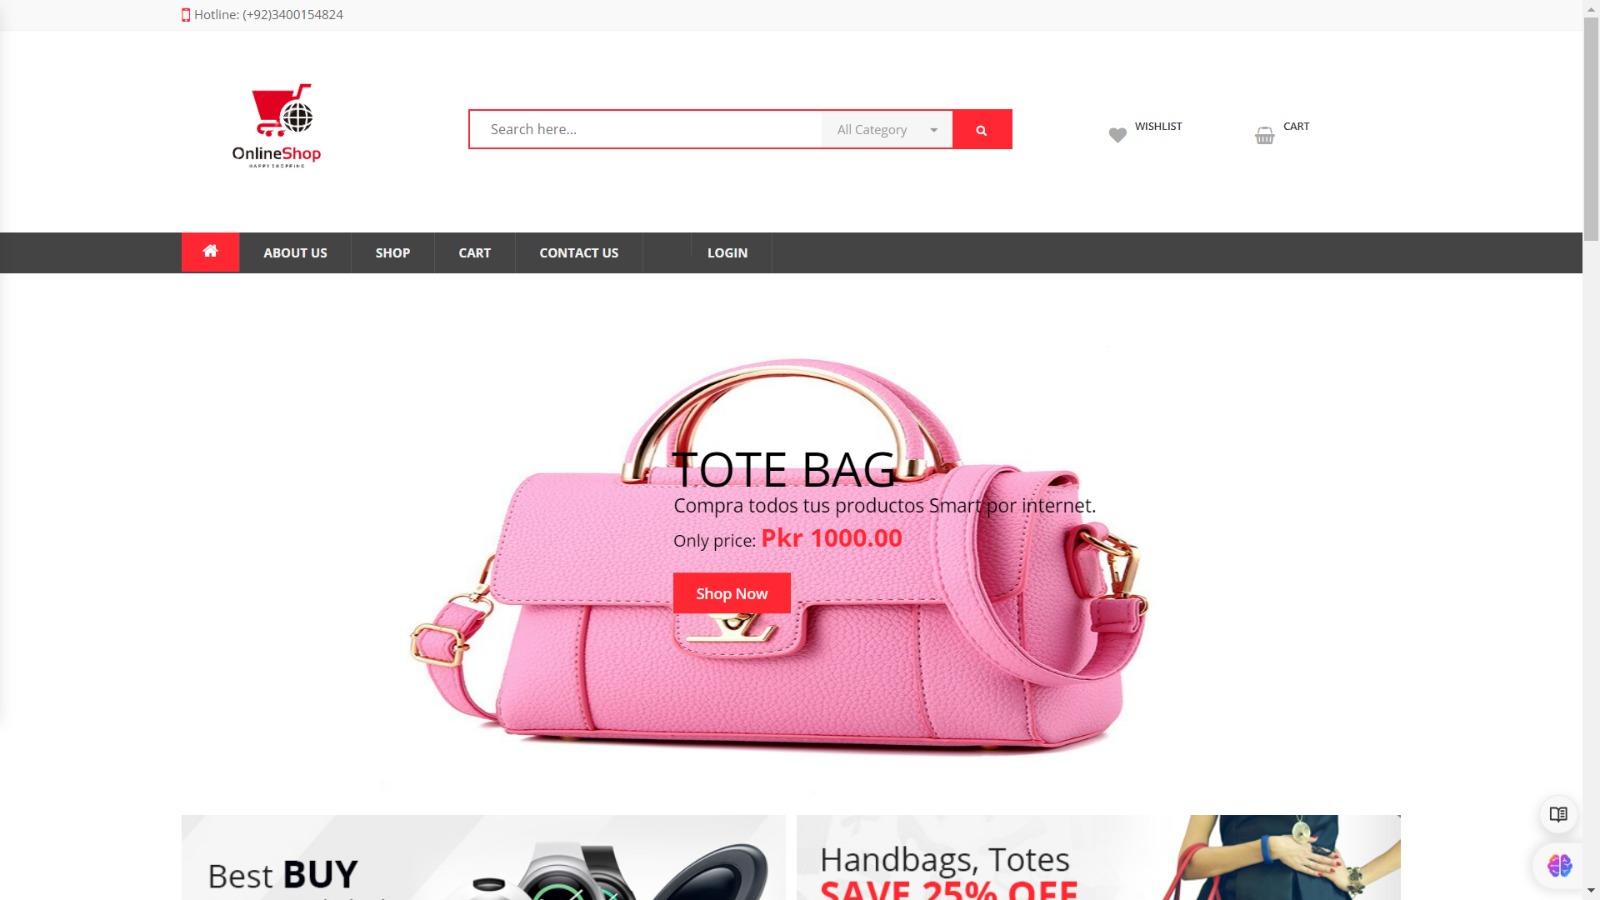 Hotline: (+92)3400154824
OnlineShop
HAPPY SHOPPING
Search here...
All Category
WISHLIST
CART
ABOUT US
SHOP
CART
CONTACT US
LOGIN
TOTE BAG
Compra todos tus productos Smart por internet.
Only price: Pkr 1000.00
Shop Now
Best BUY
Handbags, Totes
SAVE 25% OFF